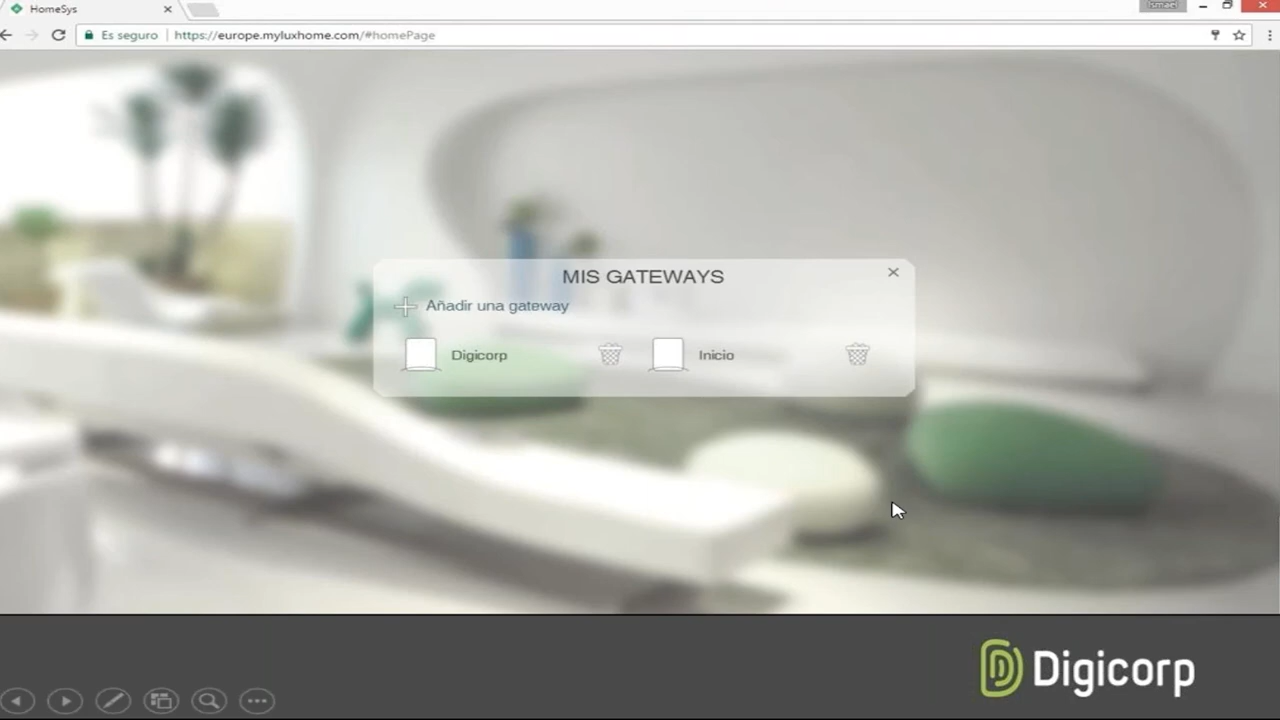 HomeSys
Ismael
Es seguro
https://europe.myluxhome.com/#homePage
MIS GATEWAYS
Añadir una gateway
Digicorp
Inicio
Digicorp